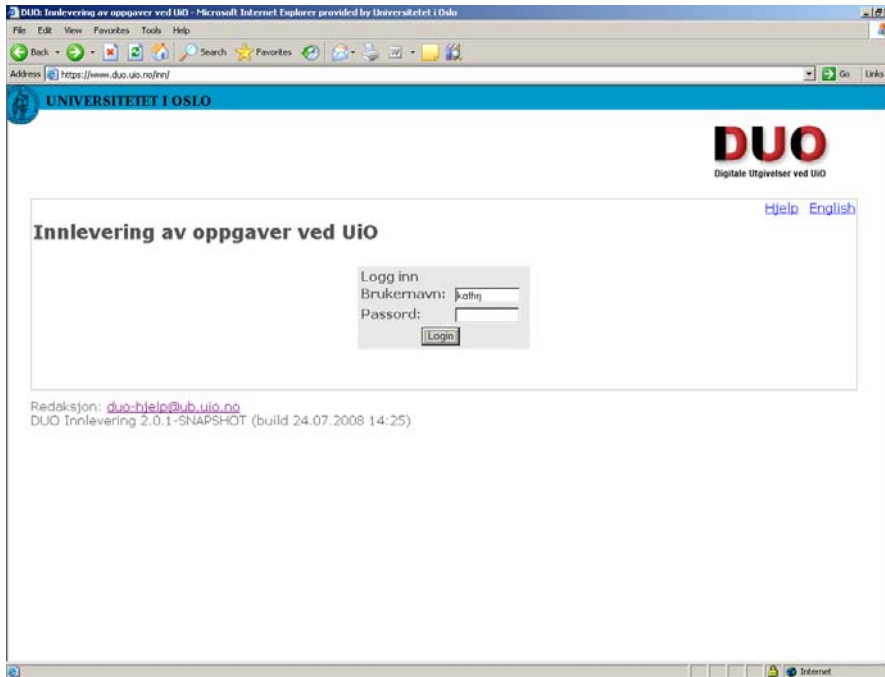 DUO: Innlevering av oppgaver ved UiO - Microsoft Internet Explorer provided by Universitetet i Oslo
File Edit View Favorites Tools Help
Back Search Favorites
Address https://www.duo.uio.no/inn/ Go Links
UNIVERSITETET I OSLO
DUO
Digitale Utgivelser ved UiO
Hjelp English
Innlevering av oppgaver ved UiO
Logg inn
Brukernavn: kathrj
Passord:
Login
Redaksjon: duo-hjelp@ub.uio.no
DUO Innlevering 2.0.1-SNAPSHOT (build 24.07.2008 14:25)
Internet